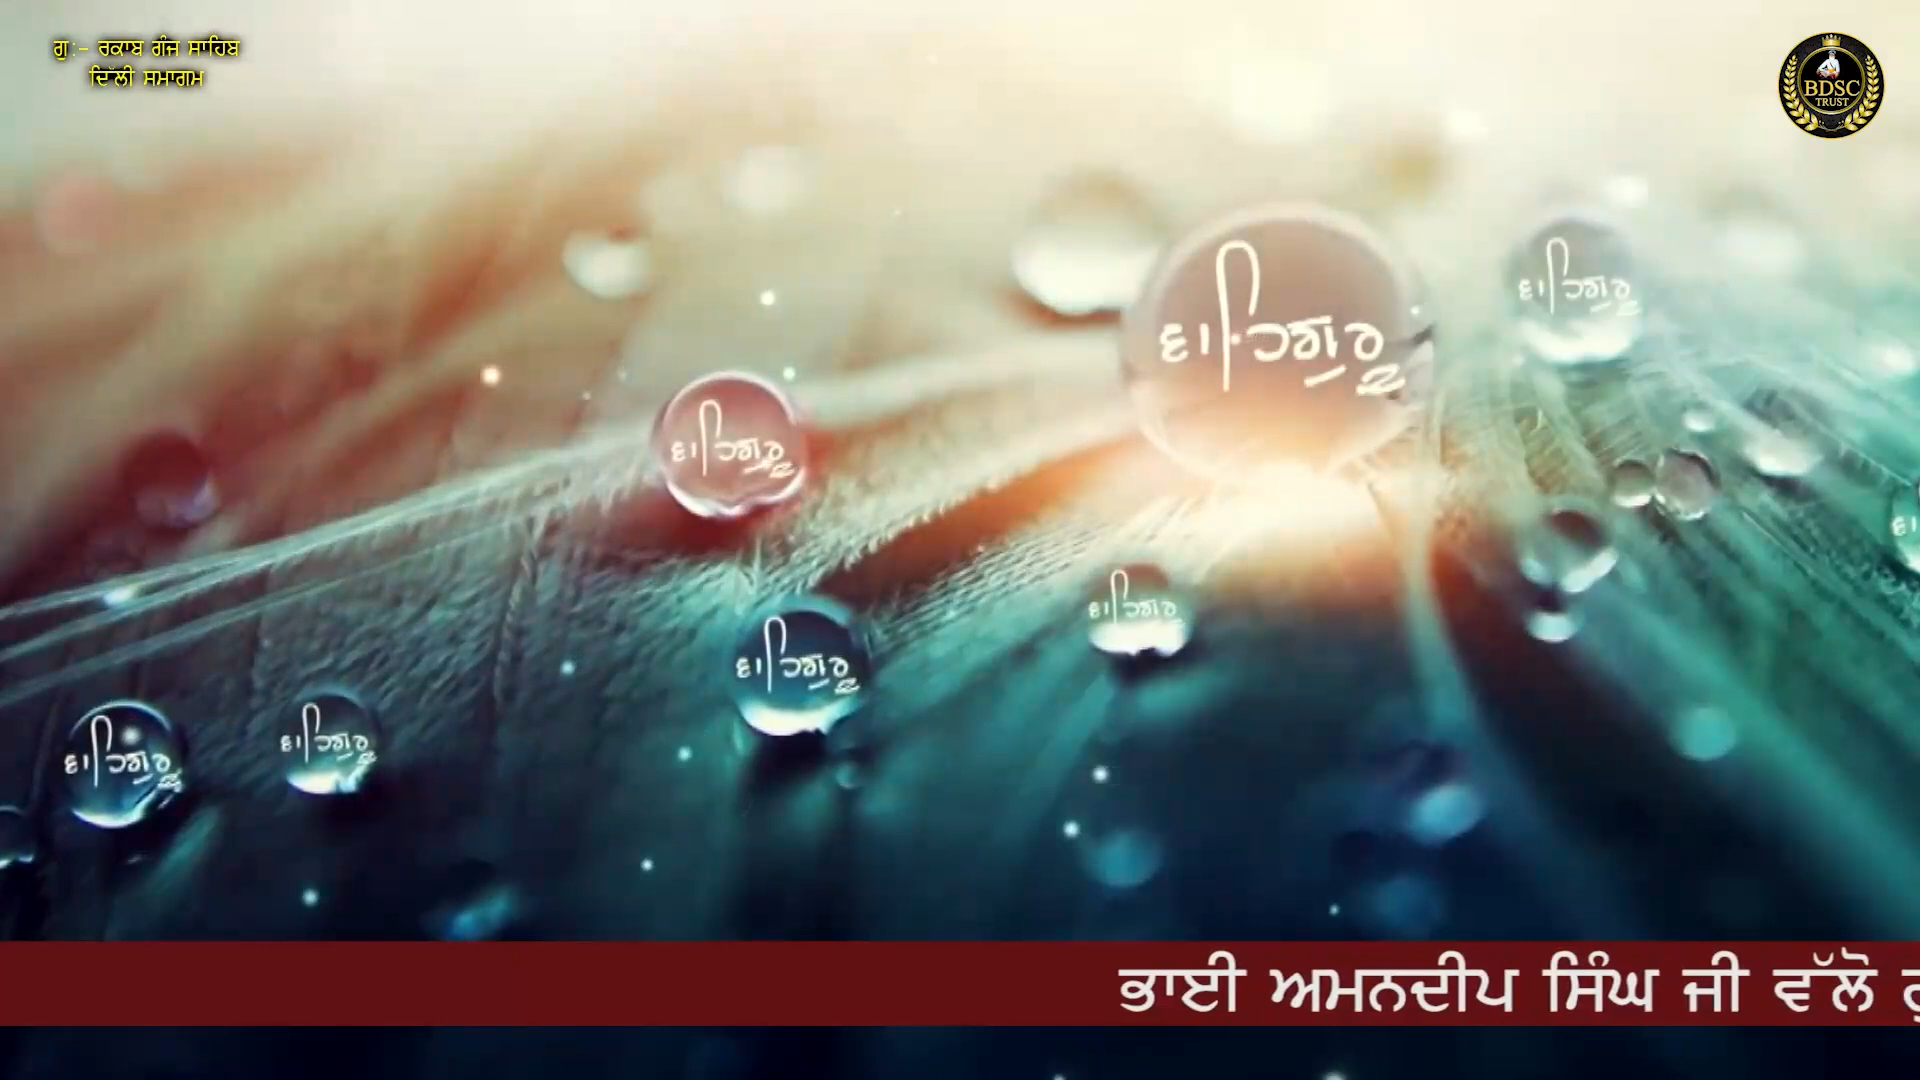 ਗੁ:- ਰਕਾਬ ਗੰਜ ਸਾਹਿਬ
ਦਿੱਲੀ ਸਮਾਗਮ
BDSC
TRUST
ਵਾਹਿਗੁਰੂ
ਵਾਹਿਗੁਰੂ
ਵਾਹਿਗੁਰੂ
ਵਾਹਿਗੁਰੂ
ਵਾਹਿਗੁਰੂ
ਵਾਹਿਗੁਰੂ
ਵਾਹਿਗੁਰੂ
ਭਾਈ ਅਮਨਦੀਪ ਸਿੰਘ ਜੀ ਵੱਲੋ